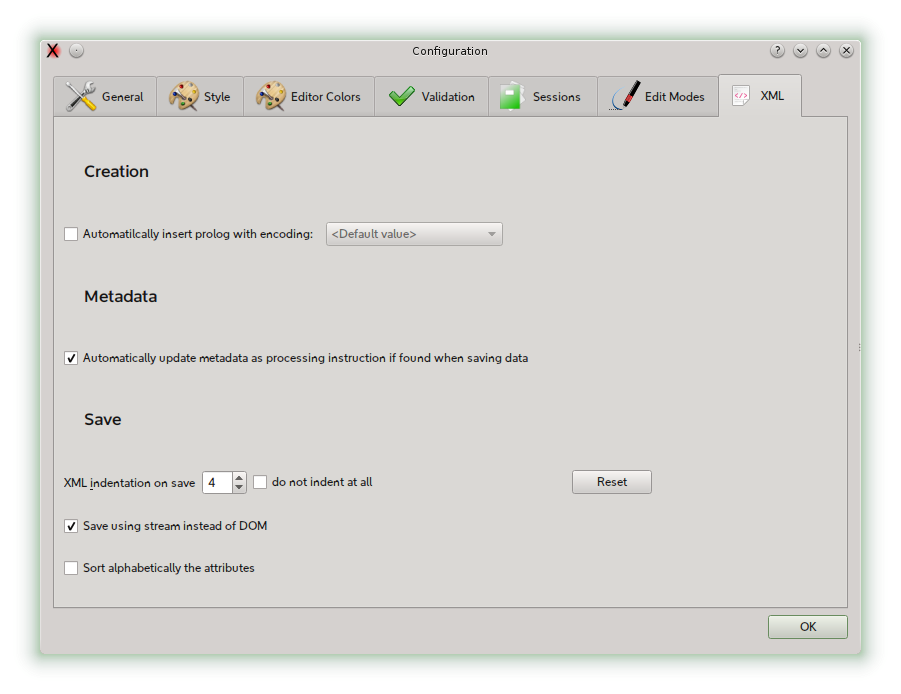 Configuration
General
Style
Editor Colors
Validation
Sessions
Edit Modes
XML
Creation
Automatilcally insert prolog with encoding: <Default value>
Metadata
Automatically update metadata as processing instruction if found when saving data
Save
XML indentation on save 4 do not indent at all Reset
Save using stream instead of DOM
Sort alphabetically the attributes
OK